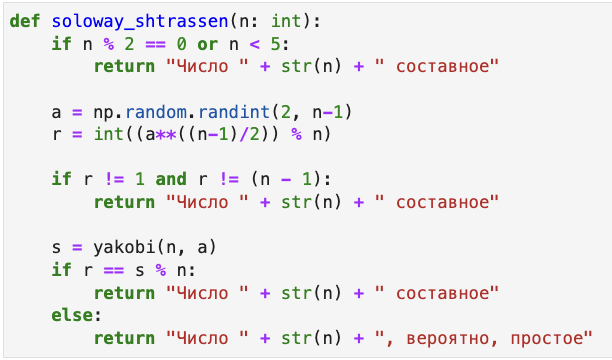 def soloway_shtrassen(n: int):
    if n % 2 == 0 or n < 5:
        return "Число " + str(n) + " составное"
    a = np.random.randint(2, n-1)
    r = int((a**((n-1)/2)) % n)
    if r != 1 and r != (n - 1):
        return "Число " + str(n) + " составное"
    s = yakobi(n, a)
    if r == s % n:
        return "Число " + str(n) + " составное"
    else:
        return "Число " + str(n) + ", вероятно, простое"